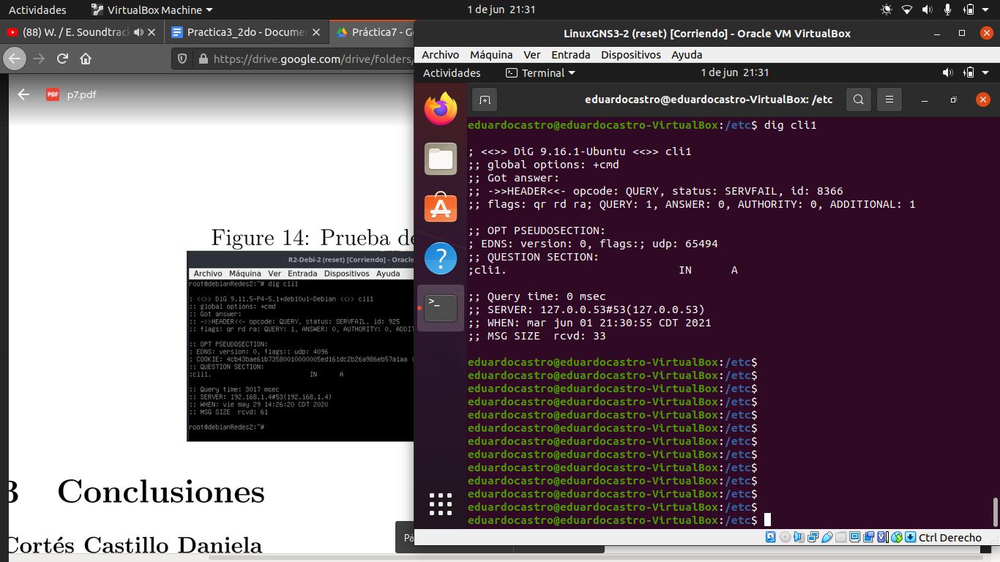 Actividades
VirtualBox Machine
1 de jun 21:31
(88) W. / E. Soundtrack
Practica3_2do - Documen
Práctica7 - Go
https://drive.google.com/drive/folders/
p7.pdf
Figure 14: Prueba de
R2-Debi-2 (reset) [Corriendo] - Oracle
Archivo Máquina Ver Entrada Dispositivos Ayuda
root@debianRedes2:~# dig cli1
; <<>> DiG 9.11.5-P4-5.1+deb10u1-Debian <<>> cli1
;; global options: +cmd
;; Got answer:
;; ->>HEADER<<- opcode: QUERY, status: SERVFAIL, id: 925
;; flags: qr rd ra; QUERY: 1, ANSWER: 0, AUTHORITY: 0, ADDIT
;; OPT PSEUDOSECTION:
; EDNS: version: 0, flags:; udp: 4096
; COOKIE: 4cb43bae61b73580010000005ed161dc2b26a986eb57a1aa (
;; QUESTION SECTION:
;cli1. IN A
;; Query time: 3017 msec
;; SERVER: 192.168.1.4#53(192.168.1.4)
;; WHEN: vie may 29 14:26:20 CDT 2020
;; MSG SIZE rcvd: 61
root@debianRedes2:~#
3 Conclusiones
Cortés Castillo Daniela
Pá
LinuxGNS3-2 (reset) [Corriendo] - Oracle VM VirtualBox
Archivo Máquina Ver Entrada Dispositivos Ayuda
Actividades
Terminal
1 de jun 21:31
eduardocastro@eduardocastro-VirtualBox: /etc
eduardocastro@eduardocastro-VirtualBox:/etc$ dig cli1
; <<>> DiG 9.16.1-Ubuntu <<>> cli1
;; global options: +cmd
;; Got answer:
;; ->>HEADER<<- opcode: QUERY, status: SERVFAIL, id: 8366
;; flags: qr rd ra; QUERY: 1, ANSWER: 0, AUTHORITY: 0, ADDITIONAL: 1
;; OPT PSEUDOSECTION:
; EDNS: version: 0, flags:; udp: 65494
;; QUESTION SECTION:
;cli1. IN A
;; Query time: 0 msec
;; SERVER: 127.0.0.53#53(127.0.0.53)
;; WHEN: mar jun 01 21:30:55 CDT 2021
;; MSG SIZE rcvd: 33
eduardocastro@eduardocastro-VirtualBox:/etc$
eduardocastro@eduardocastro-VirtualBox:/etc$
eduardocastro@eduardocastro-VirtualBox:/etc$
eduardocastro@eduardocastro-VirtualBox:/etc$
eduardocastro@eduardocastro-VirtualBox:/etc$
eduardocastro@eduardocastro-VirtualBox:/etc$
eduardocastro@eduardocastro-VirtualBox:/etc$
eduardocastro@eduardocastro-VirtualBox:/etc$
eduardocastro@eduardocastro-VirtualBox:/etc$
eduardocastro@eduardocastro-VirtualBox:/etc$
eduardocastro@eduardocastro-VirtualBox:/etc$
eduardocastro@eduardocastro-VirtualBox:/etc$
eduardocastro@eduardocastro-VirtualBox:/etc$
Ctrl Derecho